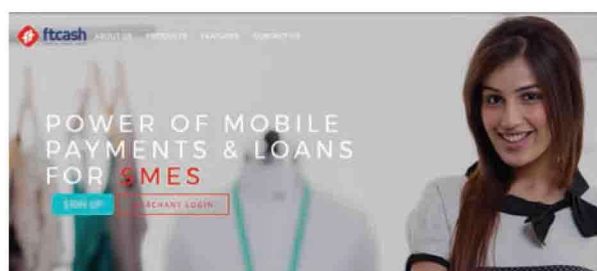 ftcash ABOUT US PRODUCTS FEATURES CONTACT US
POWER OF MOBILE
PAYMENTS & LOANS
FOR SMES
SIGN UP MERCHANT LOGIN